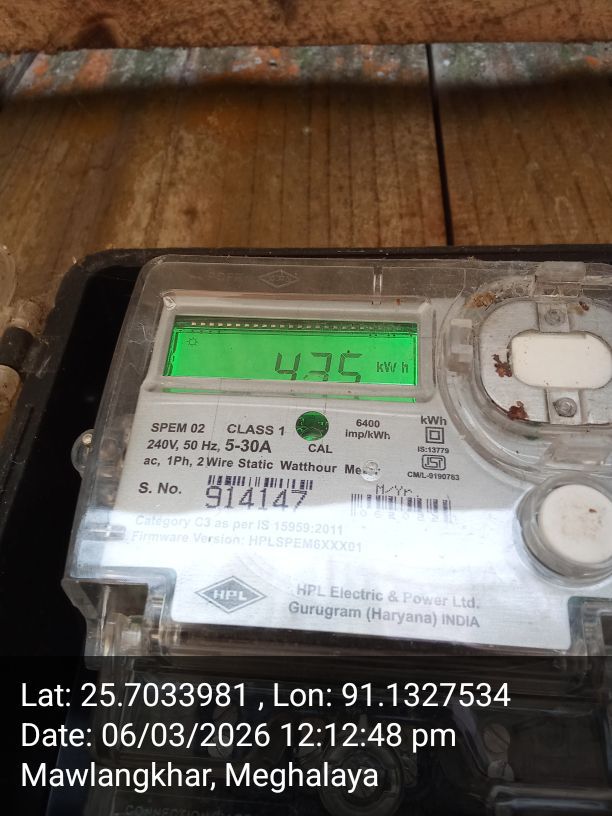 HPL
435 kWh
SPEM 02 CLASS 1 6400 imp/kWh kWh
240V, 50 Hz, 5-30A CAL IS:13779
ac, 1Ph, 2 Wire Static Watthour CM/L-9190783
S. No. 914147 M/Yr.
Category C3 as per IS 15959:2011
Firmware Version: HPLSPEM6XXX01
HPL HPL Electric & Power Ltd.
Gurugram (Haryana) INDIA
Lat: 25.7033981 , Lon: 91.1327534
Date: 06/03/2026 12:12:48 pm
Mawlangkhar, Meghalaya